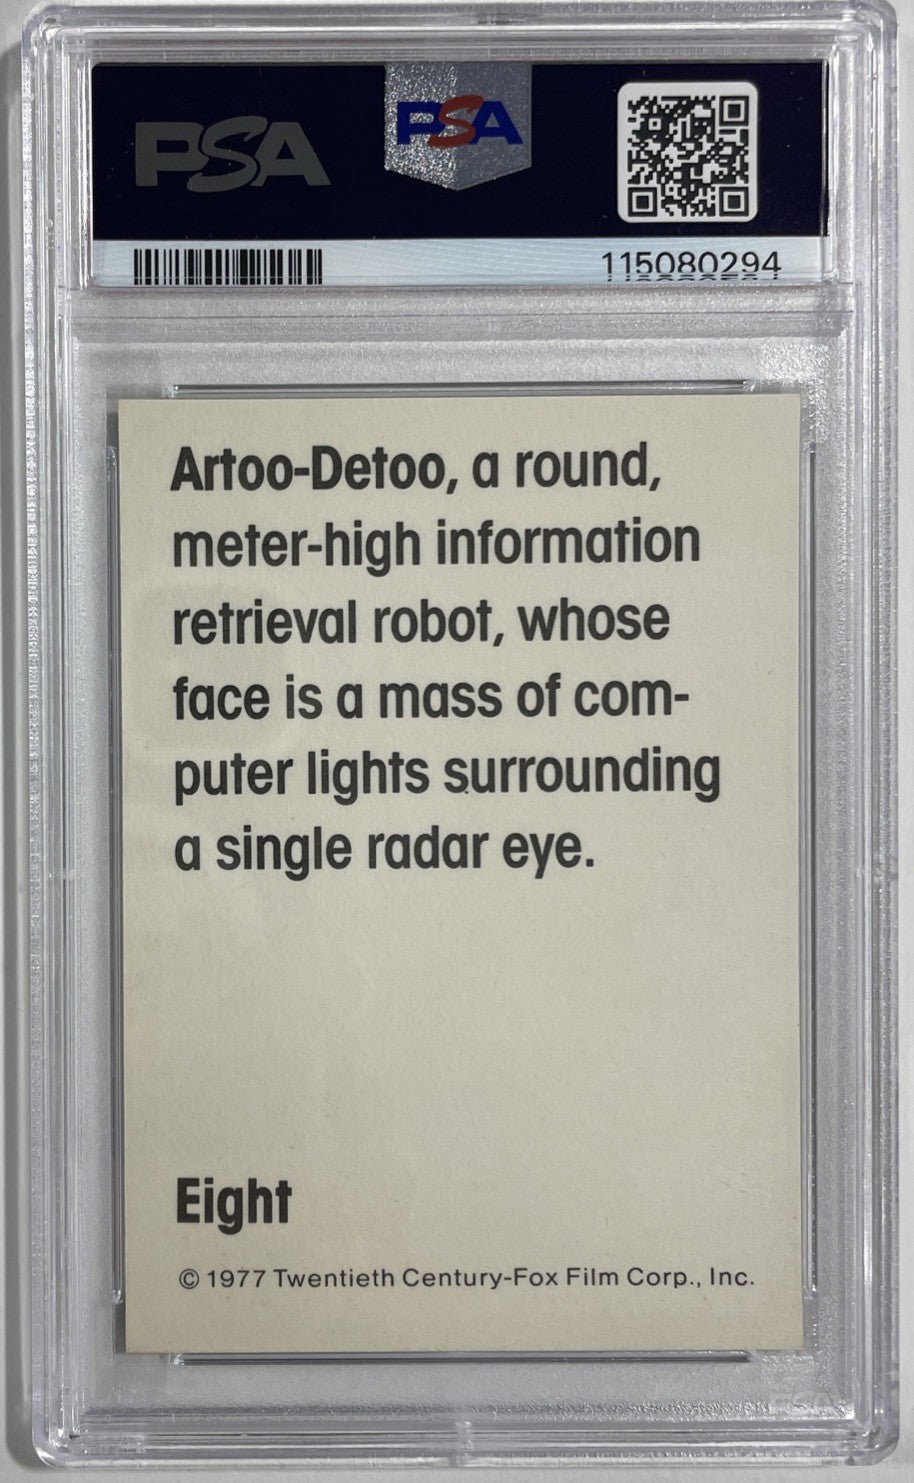 PSA
PSA
115080294
Artoo-Detoo, a round,
meter-high information
retrieval robot, whose
face is a mass of com-
puter lights surrounding
a single radar eye.
Eight
© 1977 Twentieth Century-Fox Film Corp., Inc.
PSA